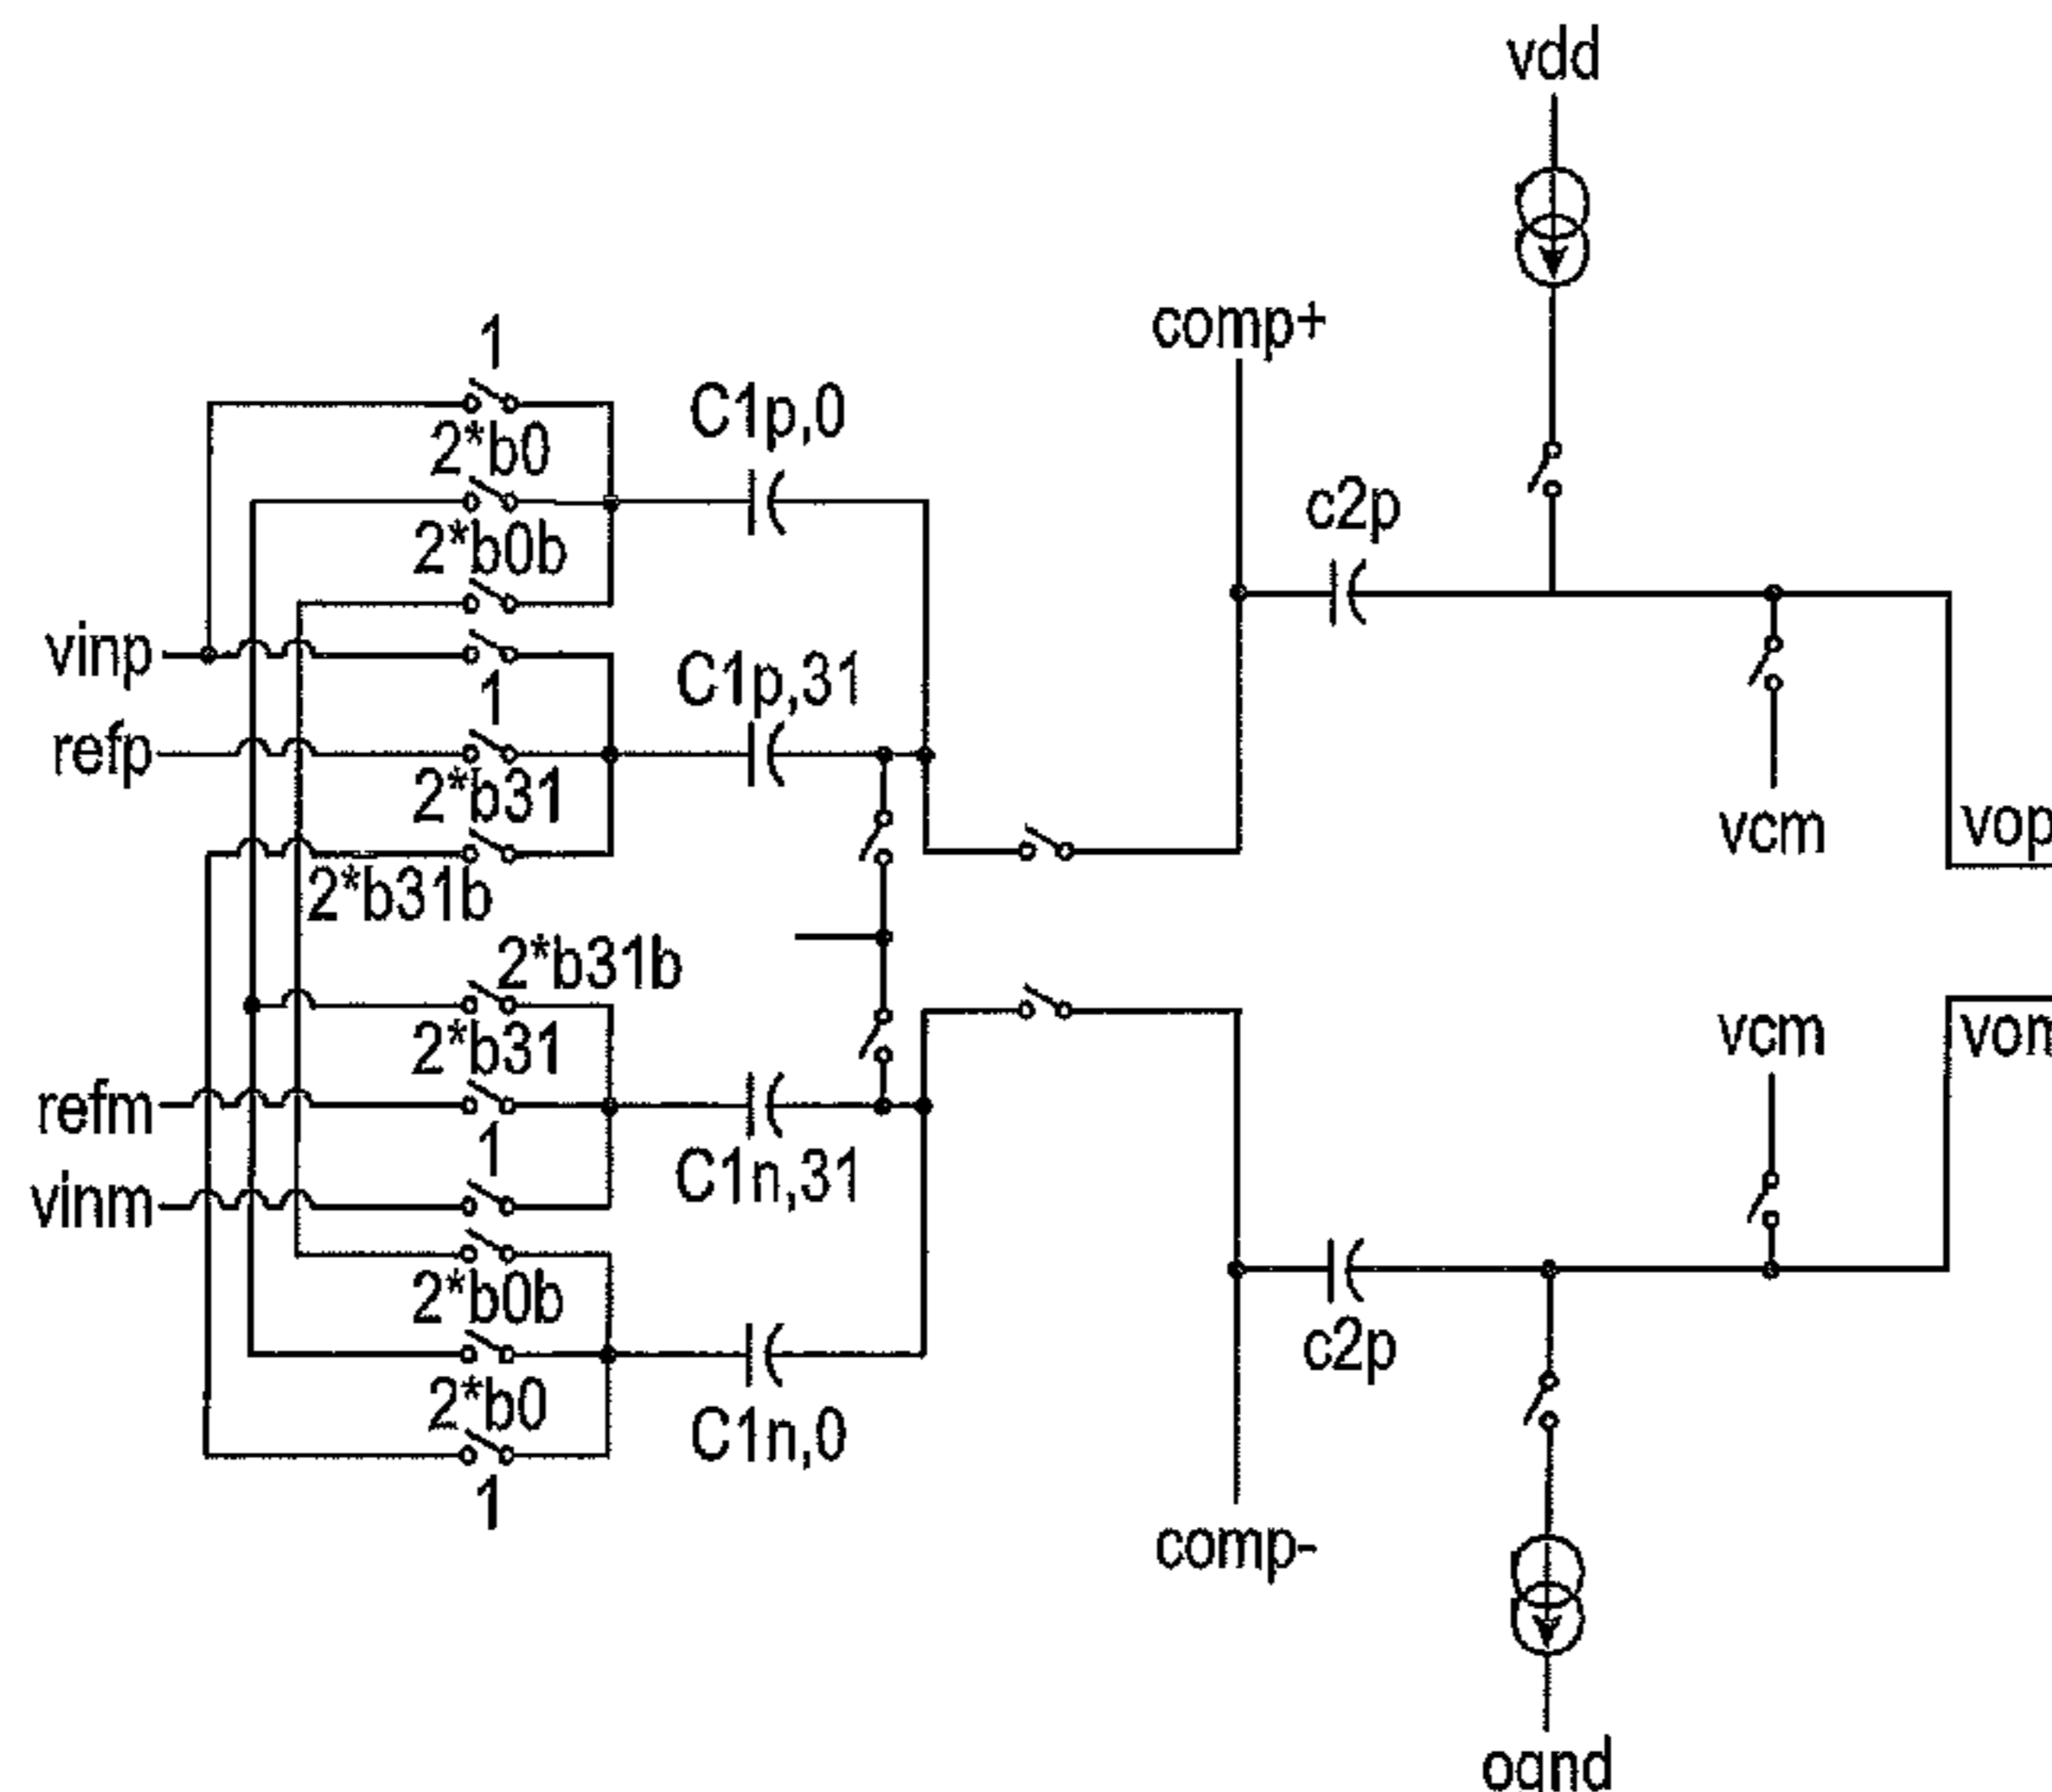 vdd
comp+
1
C1p,0
2*b0
c2p
2*b0b
vinp
C1p,31
1
refp
2*b31
vcm
vop
2*b31b
2*b31b
vcm
2*b31
refm
1
C1n,31
vinm
2*b0b
c2p
2*b0
C1n,0
1
comp-